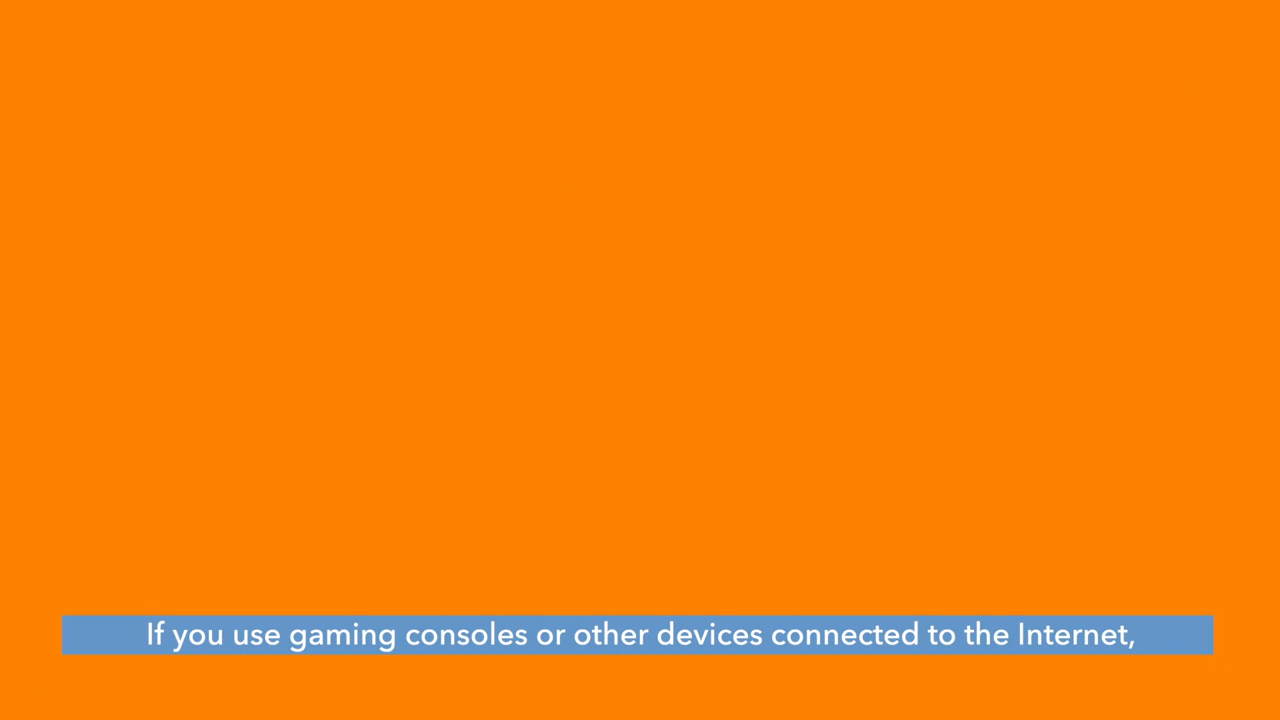 If you use gaming consoles or other devices connected to the Internet,